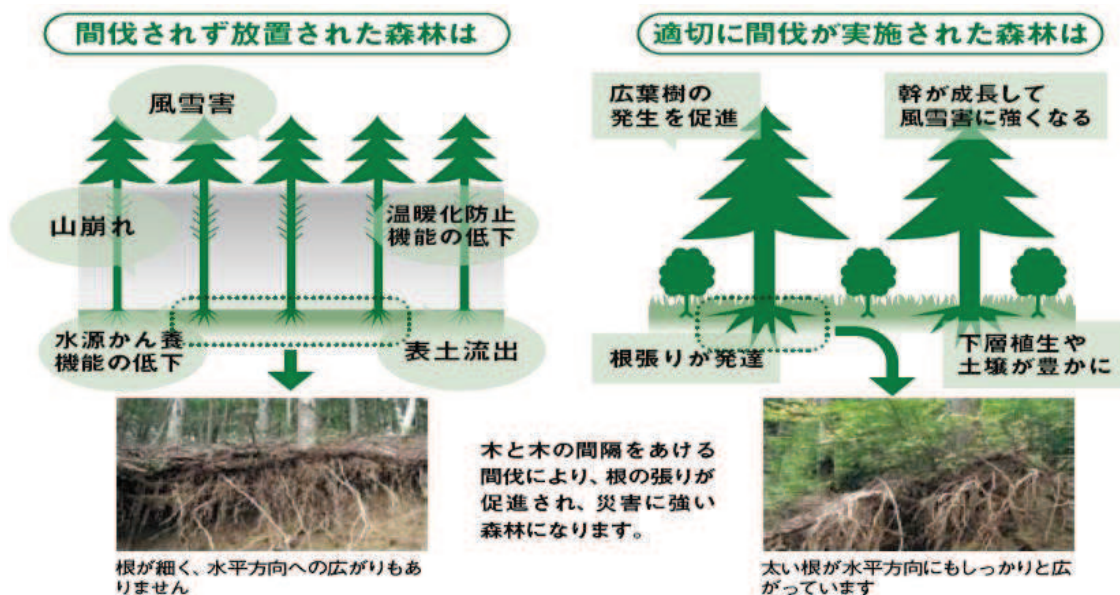 間伐されず放置された森林は
風雪害
山崩れ
温暖化防止
機能の低下
水源かん養
機能の低下
表土流出
根が細く、水平方向への広がりもあ
りません
木と木の間隔をあける
間伐により、根の張りが
促進され、災害に強い
森林になります。
適切に間伐が実施された森林は
広葉樹の
発生を促進
幹が成長して
風雪害に強くなる
根張りが発達
下層植生や
土壌が豊かに
太い根が水平方向にもしっかりと広
がっています